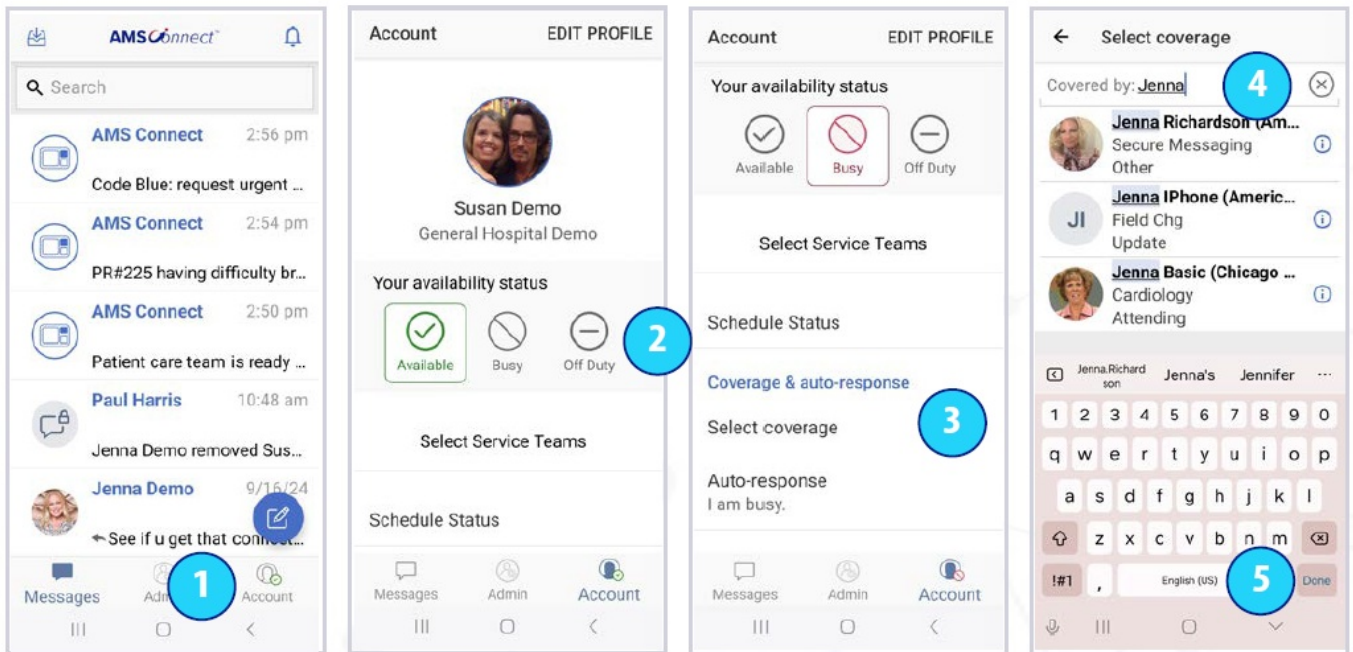 AMSConnect
Search
AMS Connect 2:56 pm
Code Blue: request urgent ...
AMS Connect 2:54 pm
PR#225 having difficulty br...
AMS Connect 2:50 pm
Patient care team is ready ...
Paul Harris 10:48 am
Jenna Demo removed Sus...
Jenna Demo 9/16/24
See if u get that connect...
1
Messages Account
Account EDIT PROFILE
Susan Demo
General Hospital Demo
Your availability status
Available Busy Off Duty
2
Select Service Teams
Schedule Status
Messages Admin Account
Account EDIT PROFILE
Your availability status
Available Busy Off Duty
Select Service Teams
Schedule Status
Coverage & auto-response
3
Select coverage
Auto-response
I am busy.
Messages Admin Account
Select coverage
Covered by: Jenna
4
Jenna Richardson (Am...
Secure Messaging
Other
JI
Jenna IPhone (Americ...
Field Chg
Update
Jenna Basic (Chicago ...
Cardiology
Attending
Jenna.Richard
son
Jenna's Jennifer ...
1 2 3 4 5 6 7 8 9 0
q w e r t y u i o p
a s d f g h j k l
z x c v b n m
!#1 , English (US) 5 Done